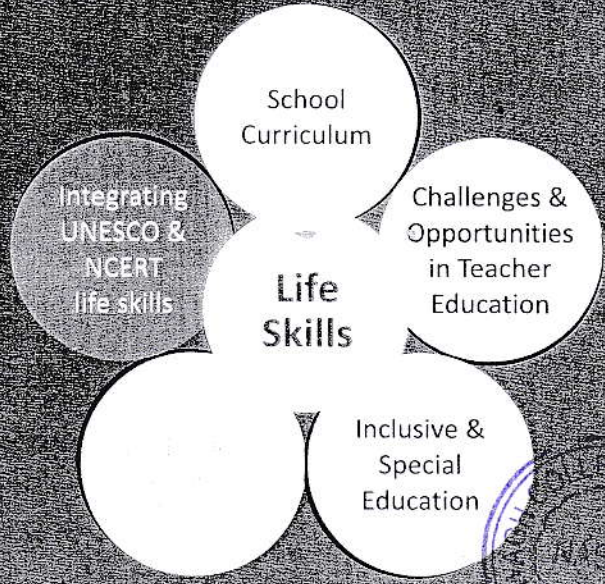 School
Curriculum
Integrating
UNESCO &
NCERT
life skills
Challenges &
Opportunities
in Teacher
Education
Life
Skills
Inclusive &
Special
Education